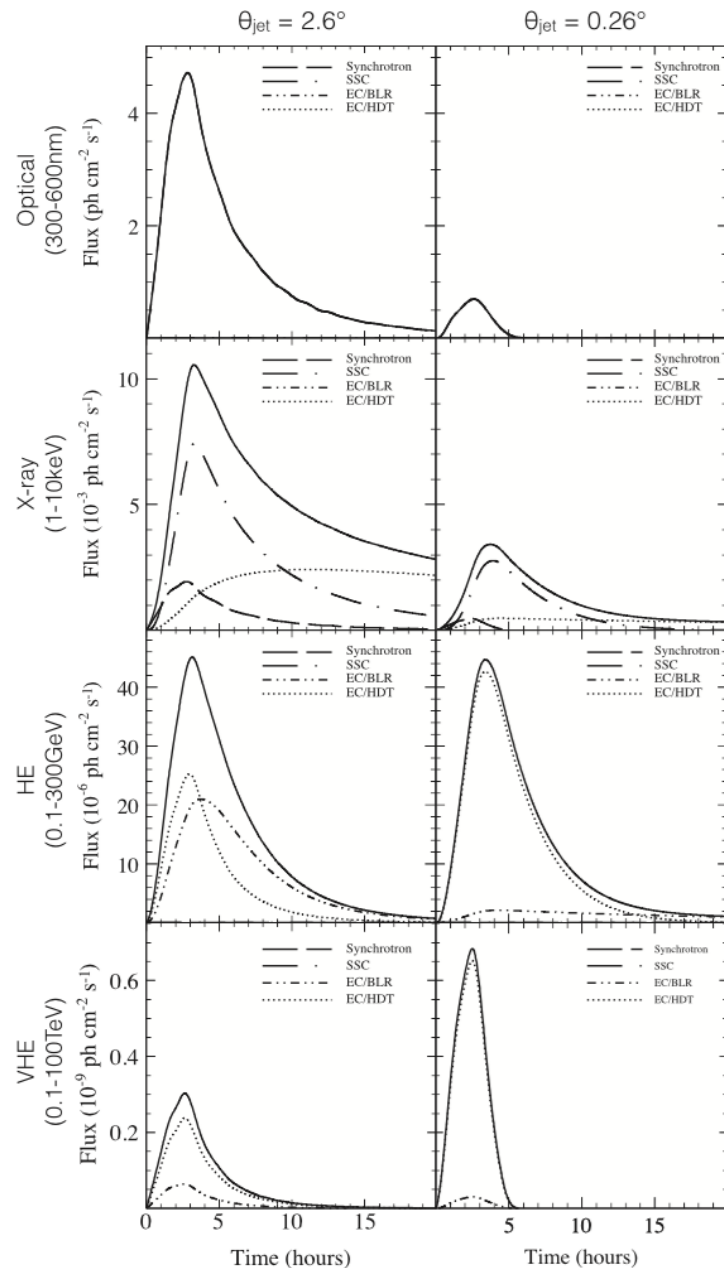 θjet = 2.6° θjet = 0.26°
Optical
(300-600nm)
Flux (ph cm-2 s-1)
4
2
Synchrotron
SSC
EC/BLR
EC/HDT
Synchrotron
SSC
EC/BLR
EC/HDT
X-ray
(1-10keV)
Flux (10-3 ph cm-2 s-1)
10
5
Synchrotron
SSC
EC/BLR
EC/HDT
Synchrotron
SSC
EC/BLR
EC/HDT
HE
(0.1-300GeV)
Flux (10-6 ph cm-2 s-1)
40
30
20
10
Synchrotron
SSC
EC/BLR
EC/HDT
Synchrotron
SSC
EC/BLR
EC/HDT
VHE
(0.1-100TeV)
Flux (10-9 ph cm-2 s-1)
0.6
0.4
0.2
Synchrotron
SSC
EC/BLR
EC/HDT
Synchrotron
SSC
EC/BLR
EC/HDT
0 5 10 15 5 10 15
Time (hours) Time (hours)